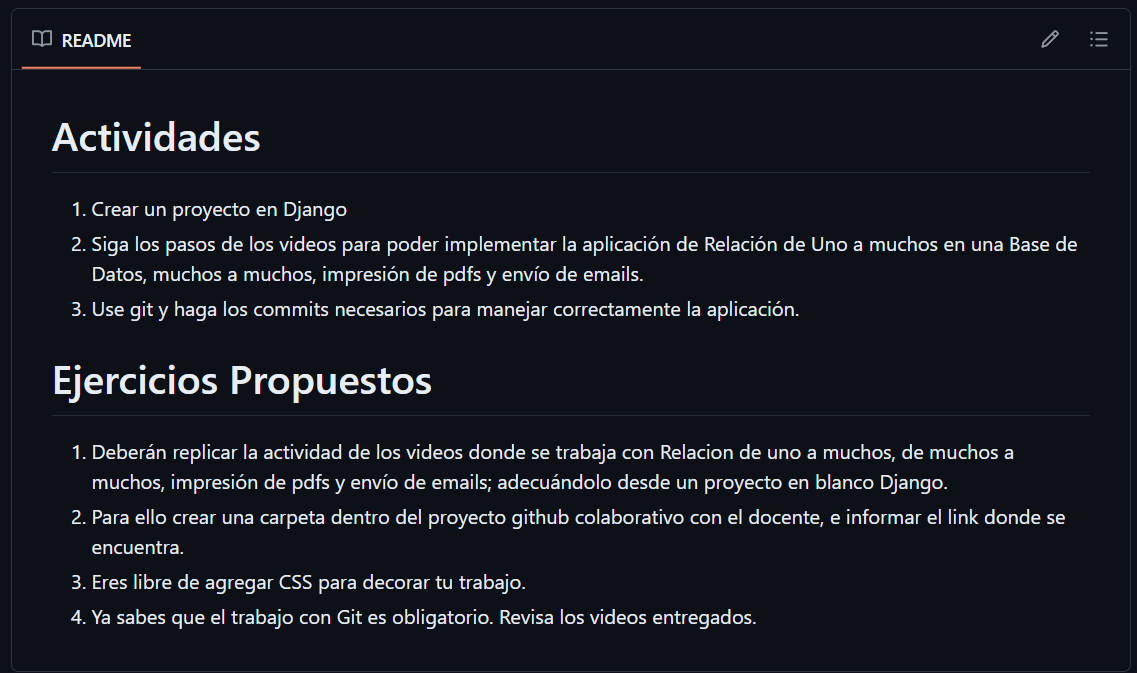 README
Actividades
1. Crear un proyecto en Django
2. Siga los pasos de los videos para poder implementar la aplicación de Relación de Uno a muchos en una Base de
Datos, muchos a muchos, impresión de pdfs y envío de emails.
3. Use git y haga los commits necesarios para manejar correctamente la aplicación.
Ejercicios Propuestos
1. Deberán replicar la actividad de los videos donde se trabaja con Relacion de uno a muchos, de muchos a
muchos, impresión de pdfs y envío de emails; adecuándolo desde un proyecto en blanco Django.
2. Para ello crear una carpeta dentro del proyecto github colaborativo con el docente, e informar el link donde se
encuentra.
3. Eres libre de agregar CSS para decorar tu trabajo.
4. Ya sabes que el trabajo con Git es obligatorio. Revisa los videos entregados.